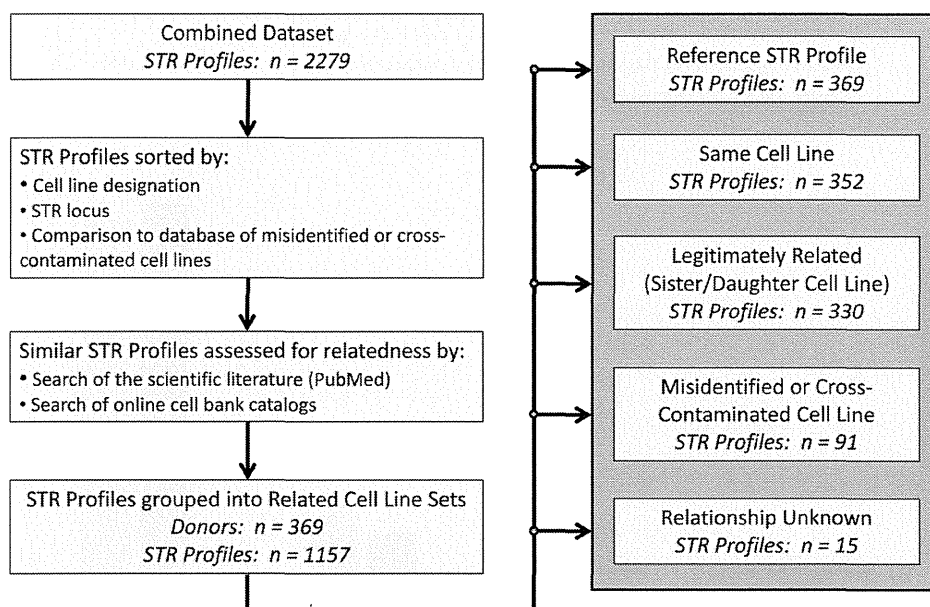 Combined Dataset
STR Profiles: n = 2279
STR Profiles sorted by:
• Cell line designation
• STR locus
• Comparison to database of misidentified or cross-
contaminated cell lines
Similar STR Profiles assessed for relatedness by:
• Search of the scientific literature (PubMed)
• Search of online cell bank catalogs
STR Profiles grouped into Related Cell Line Sets
Donors: n = 369
STR Profiles: n = 1157
Reference STR Profile
STR Profiles: n = 369
Same Cell Line
STR Profiles: n = 352
Legitimately Related
(Sister/Daughter Cell Line)
STR Profiles: n = 330
Misidentified or Cross-
Contaminated Cell Line
STR Profiles: n = 91
Relationship Unknown
STR Profiles: n = 15